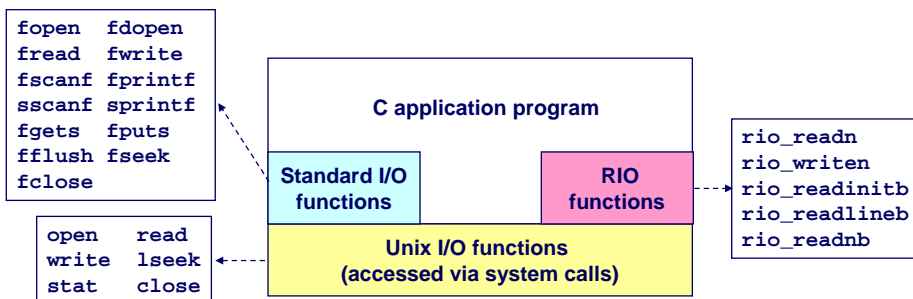 fopen fdopen
fread fwrite
fscanf fprintf
sscanf sprintf
fgets fputs
fflush fseek
fclose
C application program
Standard I/O
functions
RIO
functions
rio_readn
rio_writen
rio_readinitb
rio_readlineb
rio_readnb
open read
write lseek
stat close
Unix I/O functions
(accessed via system calls)